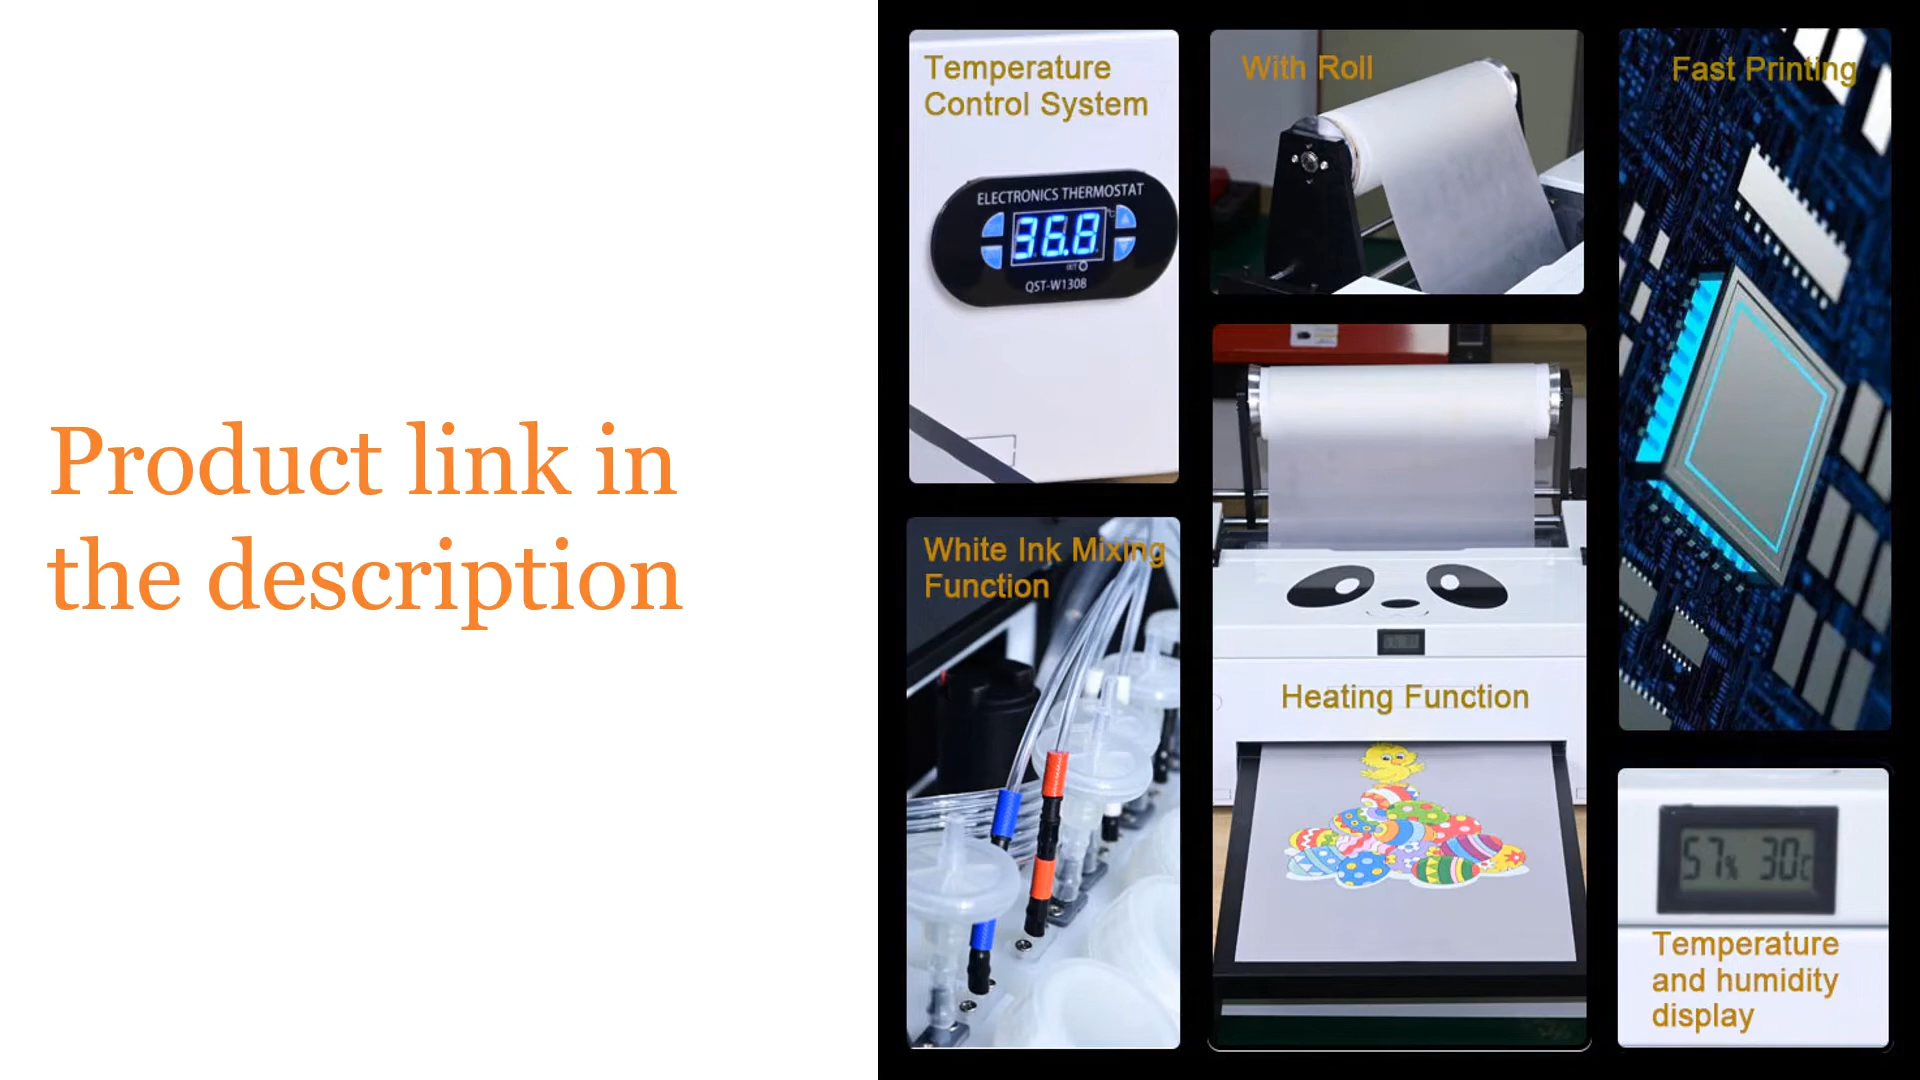 Product link in
the description
Temperature
Control System
ELECTRONICS THERMOSTAT
36.8
°C
QST-W1308
With Roll
Fast Printing
White Ink Mixing
Function
Heating Function
57% 30c
Temperature
and humidity
display